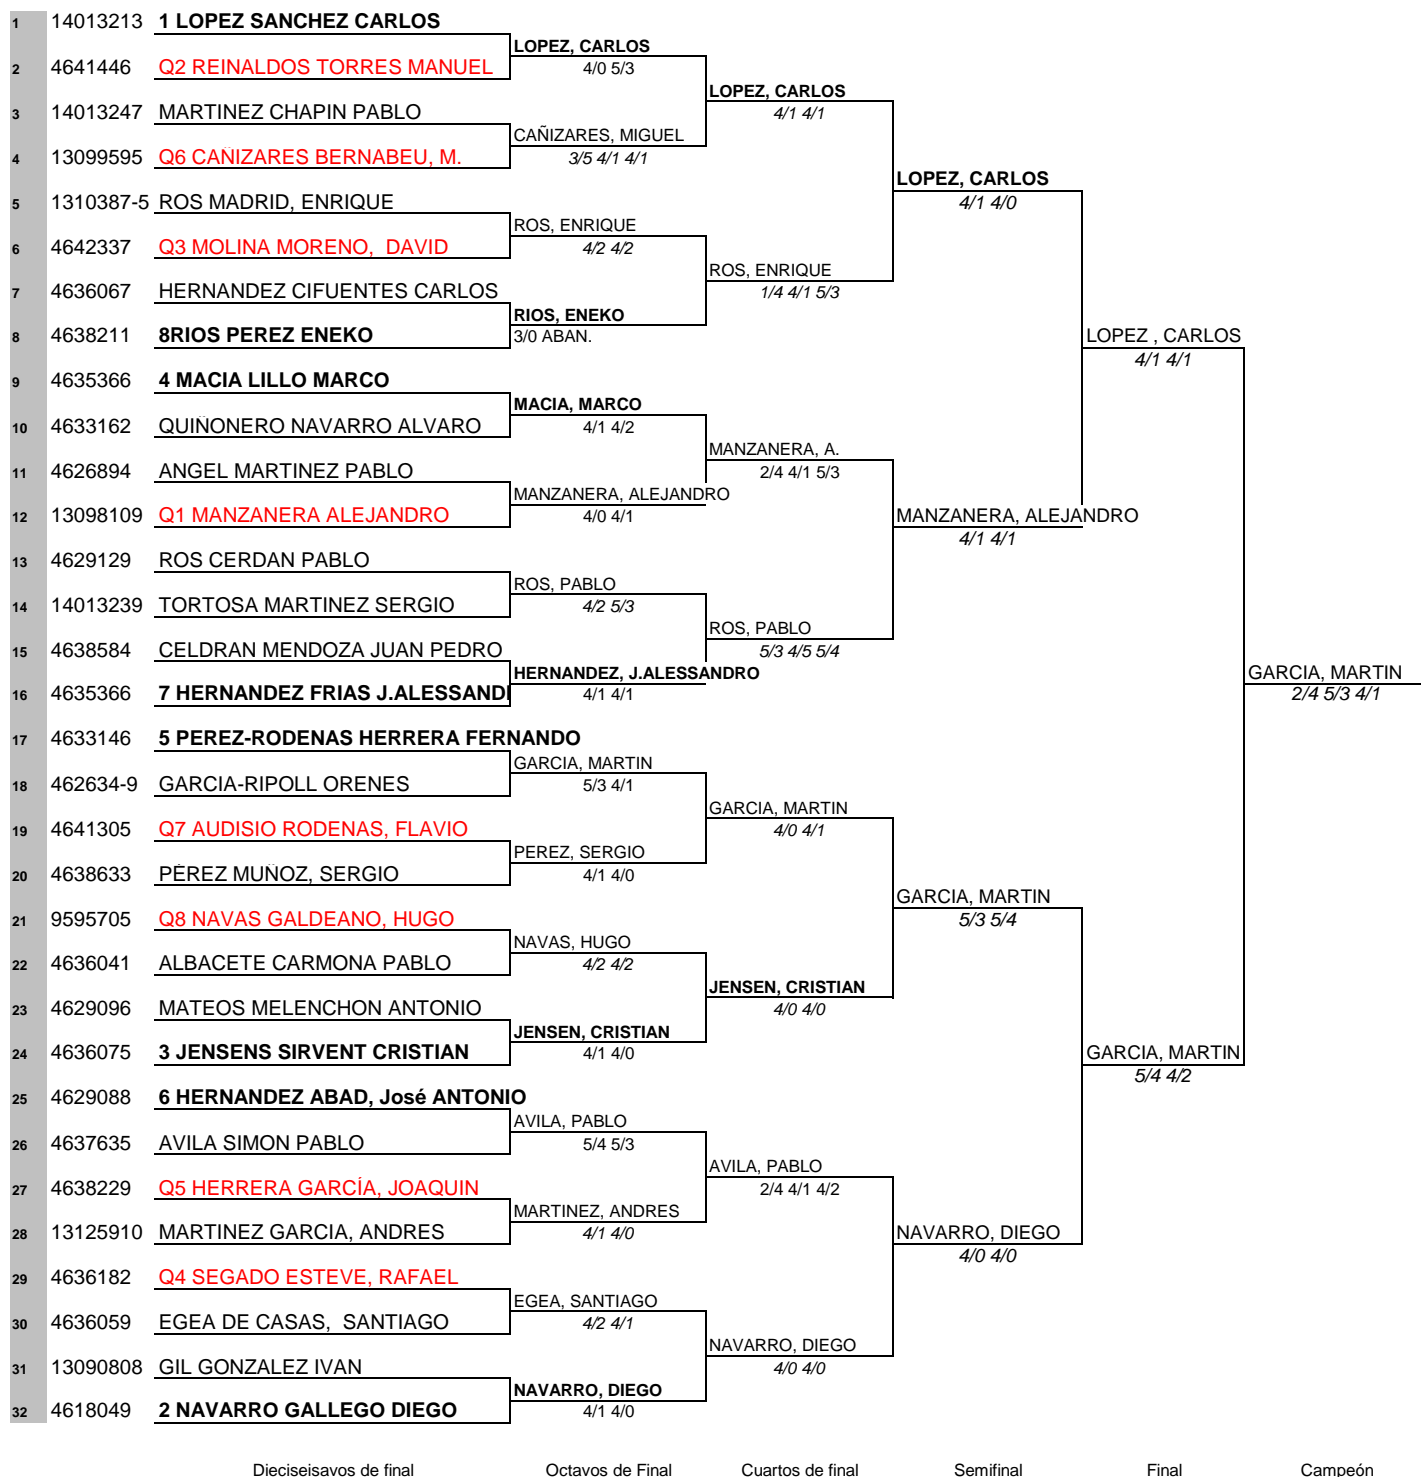 1 14013213 1 LOPEZ SANCHEZ CARLOS
LOPEZ, CARLOS
2 4641446 Q2 REINALDOS TORRES MANUEL 4/0 5/3
LOPEZ, CARLOS
3 14013247 MARTINEZ CHAPIN PABLO 4/1 4/1
CAÑIZARES, MIGUEL
4 13099595 Q6 CAÑIZARES BERNABEU, M. 3/5 4/1 4/1
LOPEZ, CARLOS
5 1310387-5 ROS MADRID, ENRIQUE 4/1 4/0
ROS, ENRIQUE
6 4642337 Q3 MOLINA MORENO, DAVID 4/2 4/2
ROS, ENRIQUE
7 4636067 HERNANDEZ CIFUENTES CARLOS 1/4 4/1 5/3
RIOS, ENEKO
8 4638211 8RIOS PEREZ ENEKO 3/0 ABAN. LOPEZ , CARLOS
4/1 4/1
9 4635366 4 MACIA LILLO MARCO
MACIA, MARCO
10 4633162 QUIÑONERO NAVARRO ALVARO 4/1 4/2
MANZANERA, A.
11 4626894 ANGEL MARTINEZ PABLO 2/4 4/1 5/3
MANZANERA, ALEJANDRO
12 13098109 Q1 MANZANERA ALEJANDRO 4/0 4/1 MANZANERA, ALEJANDRO
4/1 4/1
13 4629129 ROS CERDAN PABLO
ROS, PABLO
14 14013239 TORTOSA MARTINEZ SERGIO 4/2 5/3
ROS, PABLO
15 4638584 CELDRAN MENDOZA JUAN PEDRO 5/3 4/5 5/4
HERNANDEZ, J.ALESSANDRO GARCIA, MARTIN
16 4635366 7 HERNANDEZ FRIAS J.ALESSAND 4/1 4/1 2/4 5/3 4/1
17 4633146 5 PEREZ-RODENAS HERRERA FERNANDO
GARCIA, MARTIN
18 462634-9 GARCIA-RIPOLL ORENES 5/3 4/1
GARCIA, MARTIN
19 4641305 Q7 AUDISIO RODENAS, FLAVIO 4/0 4/1
PEREZ, SERGIO
20 4638633 PÉREZ MUÑOZ, SERGIO 4/1 4/0
GARCIA, MARTIN
21 9595705 Q8 NAVAS GALDEANO, HUGO 5/3 5/4
NAVAS, HUGO
22 4636041 ALBACETE CARMONA PABLO 4/2 4/2
JENSEN, CRISTIAN
23 4629096 MATEOS MELENCHON ANTONIO 4/0 4/0
JENSEN, CRISTIAN
24 4636075 3 JENSENS SIRVENT CRISTIAN 4/1 4/0 GARCIA, MARTIN
5/4 4/2
25 4629088 6 HERNANDEZ ABAD, José ANTONIO
AVILA, PABLO
26 4637635 AVILA SIMON PABLO 5/4 5/3
AVILA, PABLO
27 4638229 Q5 HERRERA GARCÍA, JOAQUIN 2/4 4/1 4/2
MARTINEZ, ANDRES
28 13125910 MARTINEZ GARCIA, ANDRES 4/1 4/0 NAVARRO, DIEGO
4/0 4/0
29 4636182 Q4 SEGADO ESTEVE, RAFAEL
EGEA, SANTIAGO
30 4636059 EGEA DE CASAS, SANTIAGO 4/2 4/1
NAVARRO, DIEGO
31 13090808 GIL GONZALEZ IVAN 4/0 4/0
NAVARRO, DIEGO
32 4618049 2 NAVARRO GALLEGO DIEGO 4/1 4/0
Dieciseisavos de final Octavos de Final Cuartos de final Semifinal Final Campeón